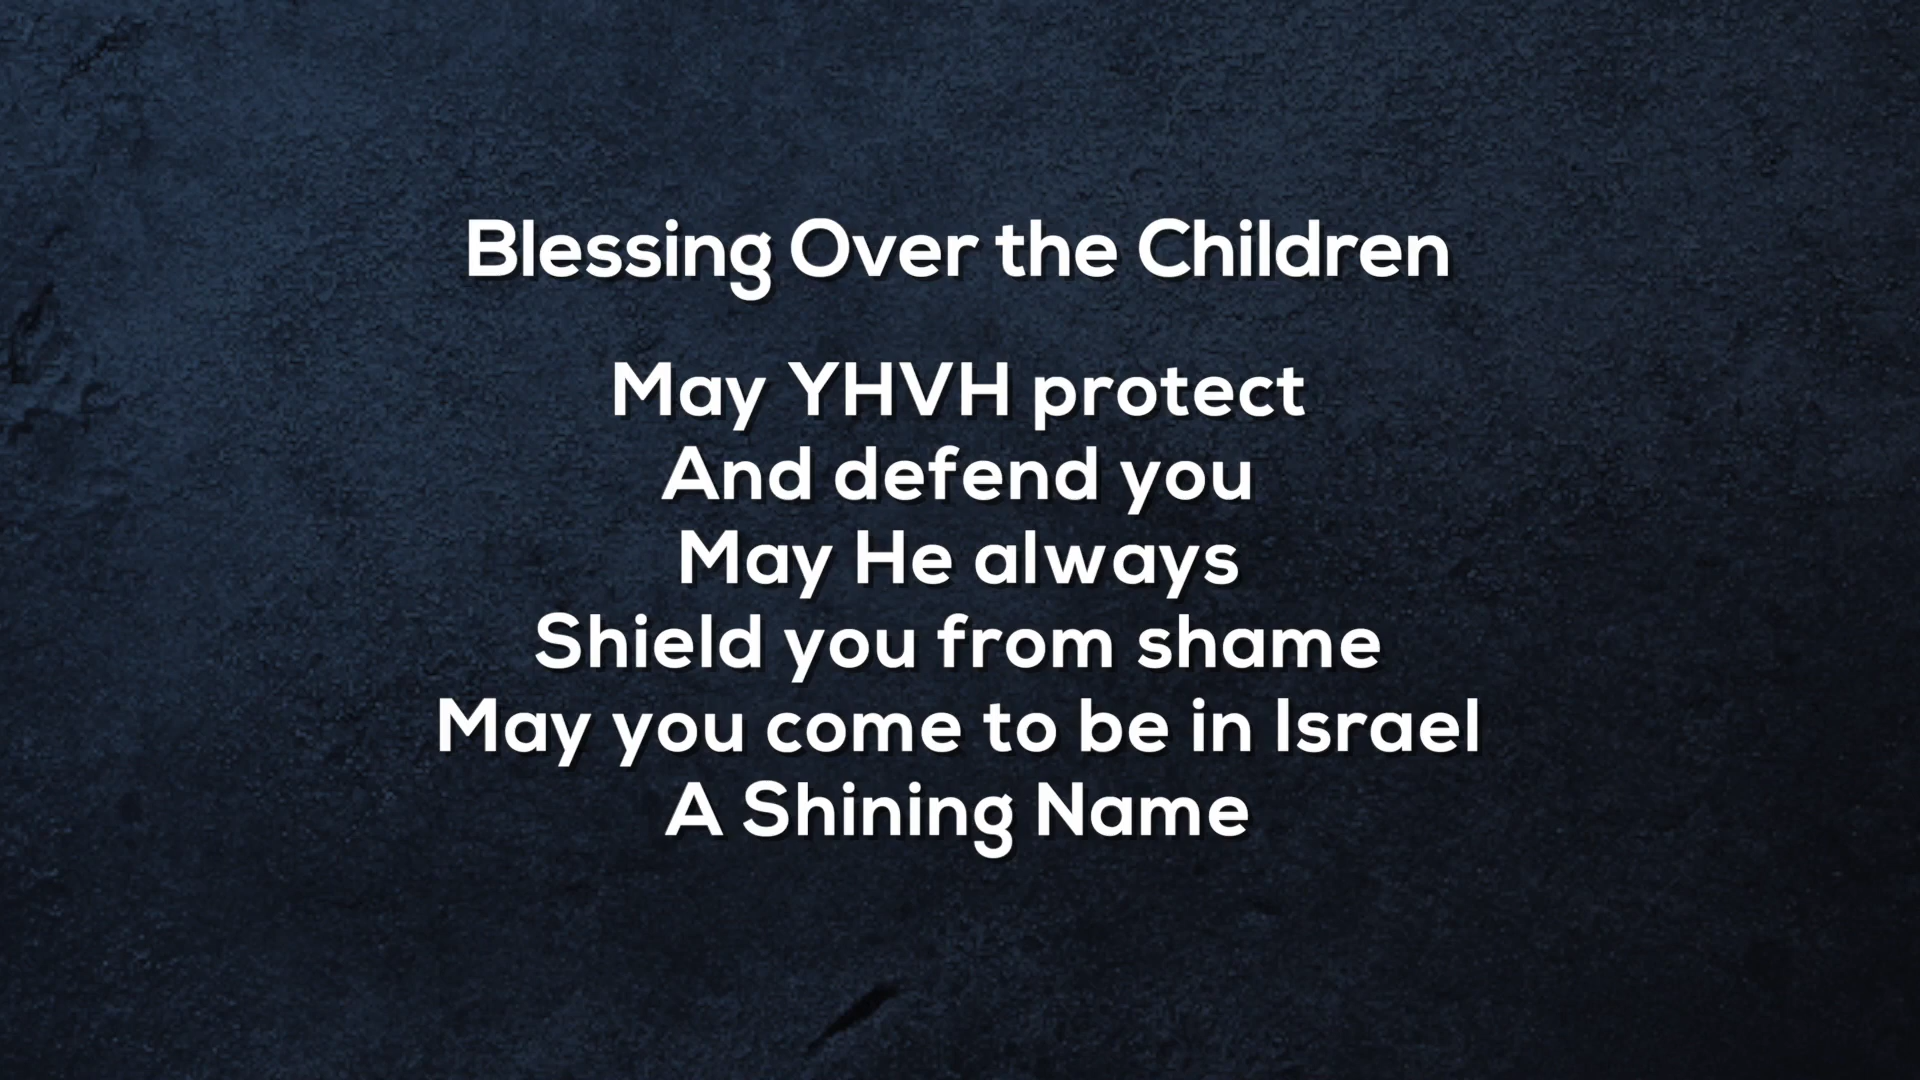 Blessing Over the Children
May YHVH protect
And defend you
May He always
Shield you from shame
May you come to be in Israel
A Shining Name